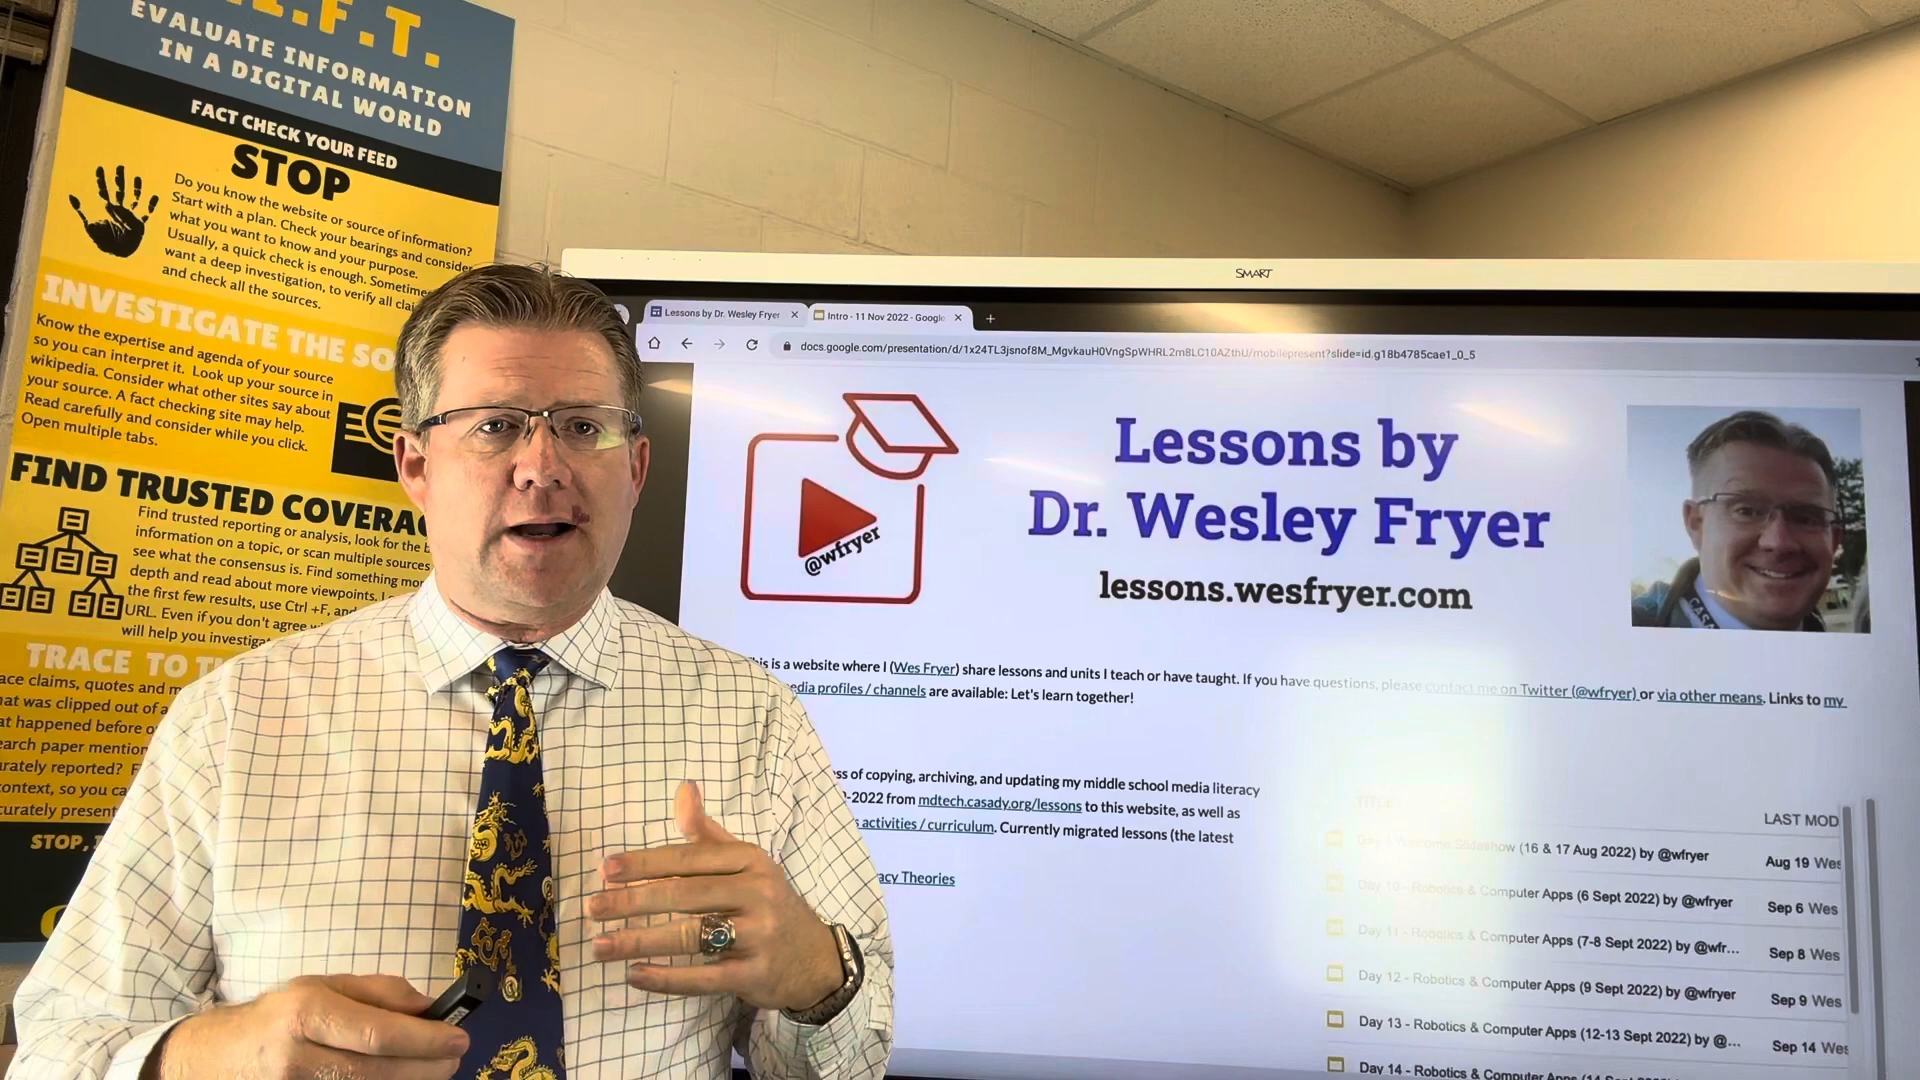 I.F.T.
EVALUATE INFORMATION
IN A DIGITAL WORLD
FACT CHECK YOUR FEED
STOP
Do you know the website or source of information?
Start with a plan. Check your bearings and consider
what you want to know and your purpose.
Usually, a quick check is enough. Sometimes
want a deep investigation, to verify all clai
and check all the sources.
INVESTIGATE THE SO
Know the expertise and agenda of your source
so you can interpret it. Look up your source in
wikipedia. Consider what other sites say about
your source. A fact checking site may help.
Read carefully and consider while you click.
Open multiple tabs.
FIND TRUSTED COVERA
Find trusted reporting or analysis, look for the b
information on a topic, or scan multiple sources
see what the consensus is. Find something mor
depth and read about more viewpoints. L
the first few results, use Ctrl +F, and
URL. Even if you don't agree
will help you investiga
TRACE TO T
ace claims, quotes and m
hat was clipped out of a
at happened before o
earch paper mention
urately reported? F
context, so you ca
curately present
STOP,
SMART
Lessons by Dr. Wesley Fryer
Intro - 11 Nov 2022 - Google
docs.google.com/presentation/d/1x24TL3jsnof8M_MgvkauH0VngSpWHRL2m8LC10AZthU/mobilepresent?slide=id.g18b4785cae1_0_5
@wfryer
Lessons by
Dr. Wesley Fryer
lessons.wesfryer.com
CASA
his is a website where I (Wes Fryer) share lessons and units I teach or have taught. If you have questions, please contact me on Twitter (@wfryer) or via other means. Links to my
edia profiles / channels are available: Let's learn together!
ss of copying, archiving, and updating my middle school media literacy
-2022 from mdtech.casady.org/lessons to this website, as well as
s activities / curriculum. Currently migrated lessons (the latest
acy Theories
TITLE
LAST MOD
Day 1 Welcome Slideshow (16 & 17 Aug 2022) by @wfryer Aug 19 Wes
Day 10 - Robotics & Computer Apps (6 Sept 2022) by @wfryer Sep 6 Wes
Day 11 - Robotics & Computer Apps (7-8 Sept 2022) by @wfr... Sep 8 Wes
Day 12 - Robotics & Computer Apps (9 Sept 2022) by @wfryer Sep 9 Wes
Day 13 - Robotics & Computer Apps (12-13 Sept 2022) by @... Sep 14 Wes
Day 14 - Robotics & Computer Apps